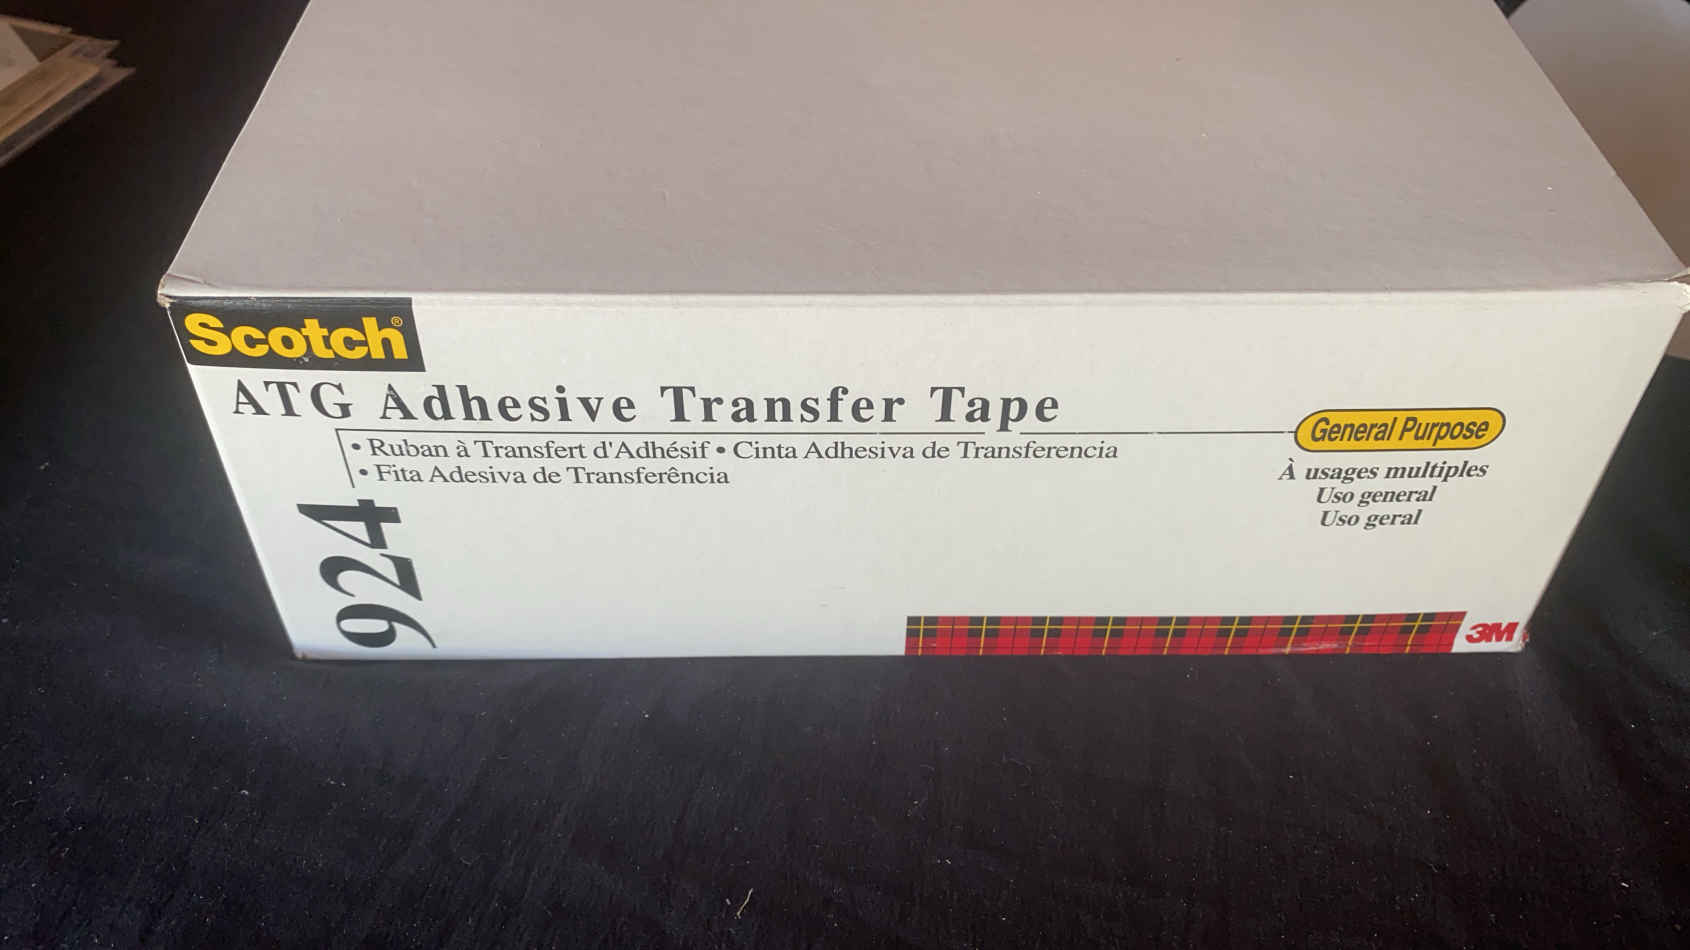 Scotch®
ATG Adhesive Transfer Tape
• Ruban à Transfert d'Adhésif • Cinta Adhesiva de Transferencia
• Fita Adesiva de Transferência
General Purpose
À usages multiples
Uso general
Uso geral
924
3M